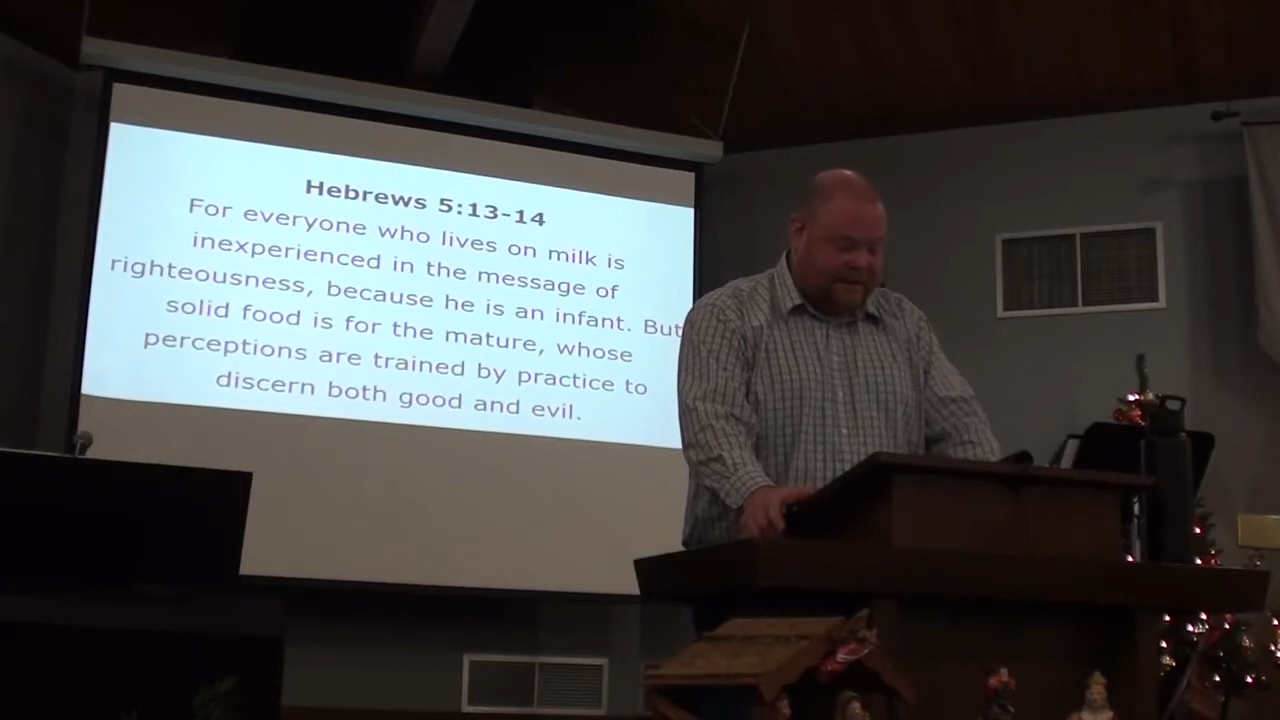 Hebrews 5:13-14
For everyone who lives on milk is
inexperienced in the message of
righteousness, because he is an infant. But
solid food is for the mature, whose
perceptions are trained by practice to
discern both good and evil.